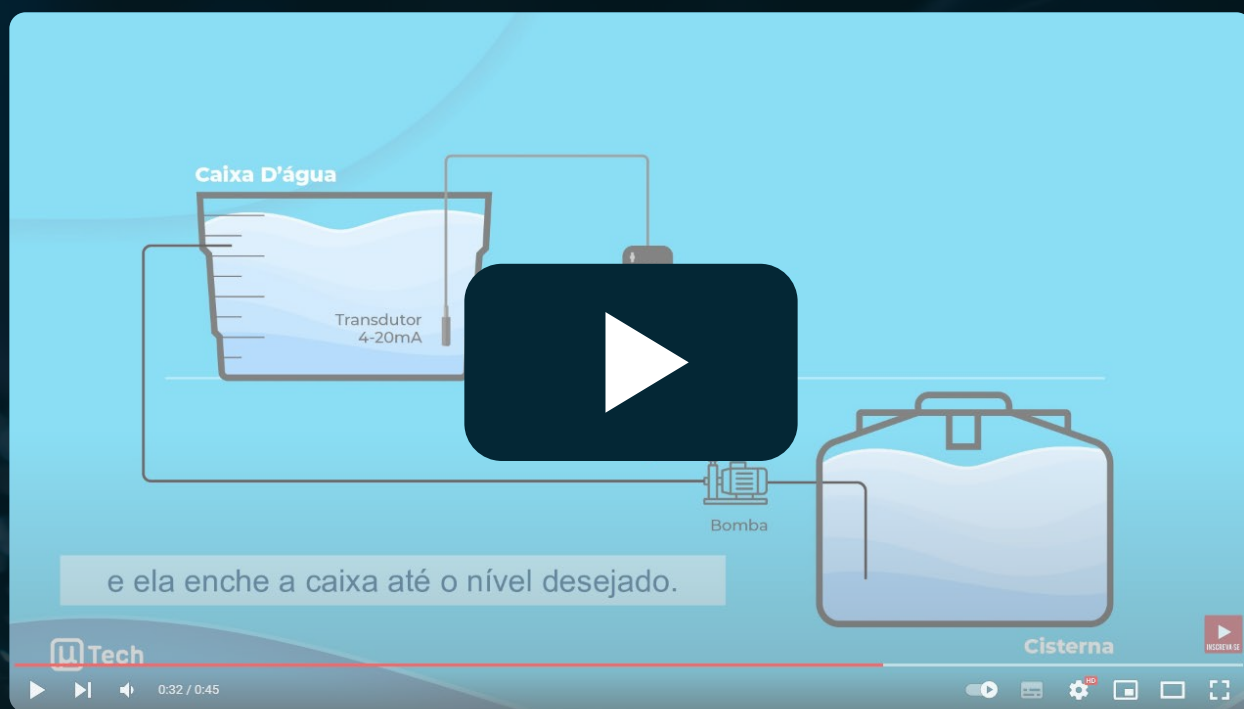 Caixa D'água
Transdutor
4-20mA
Bomba
e ela enche a caixa até o nível desejado.
Cisterna
µ Tech
INSCREVA-SE
0:32 / 0:45
HD